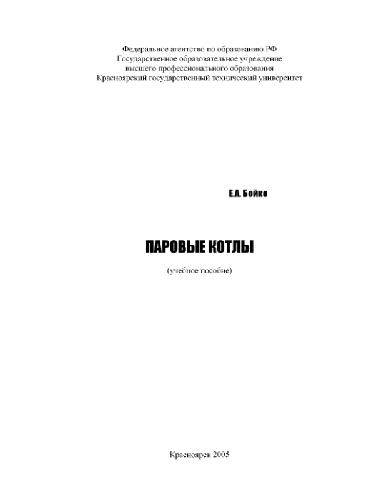 Федеральное агентство по образованию РФ
Государственное образовательное учреждение
высшего профессионального образования
Красноярский государственный технический университет
Е.А. Бойко
ПАРОВЫЕ КОТЛЫ
(учебное пособие)
Красноярск 2005